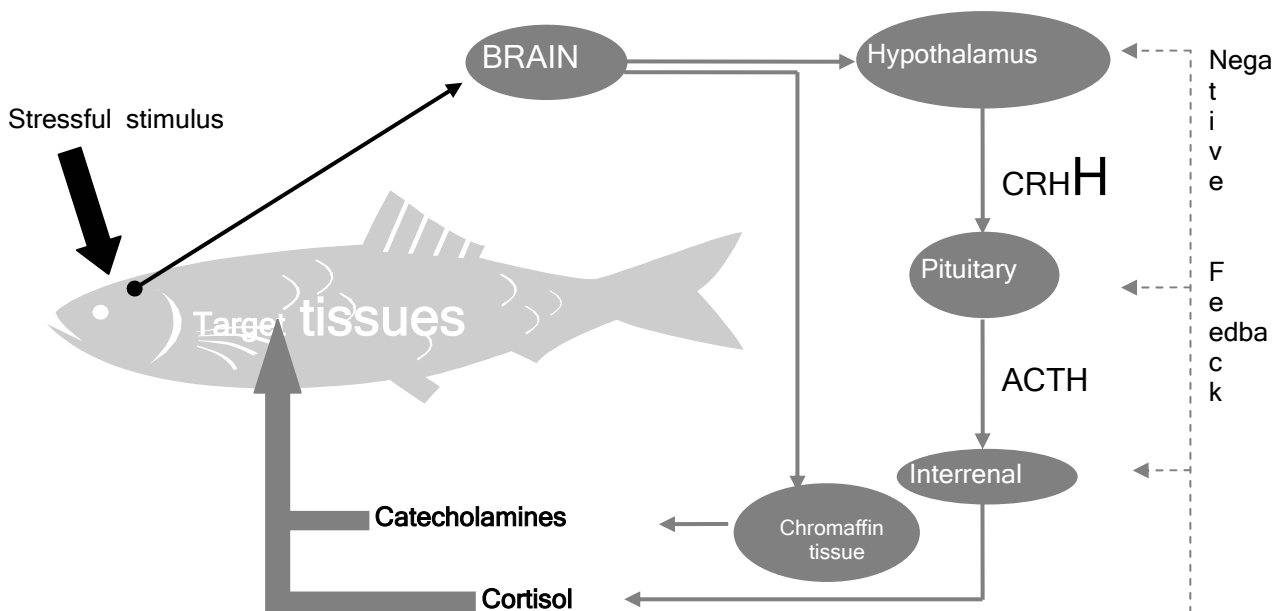 BRAIN
Hypothalamus
Nega
t
i
v
e
Stressful stimulus
CRHH
Pituitary
F
e
edba
c
k
Target tissues
ACTH
Interrenal
Catecholamines
Chromaffin
tissue
Cortisol